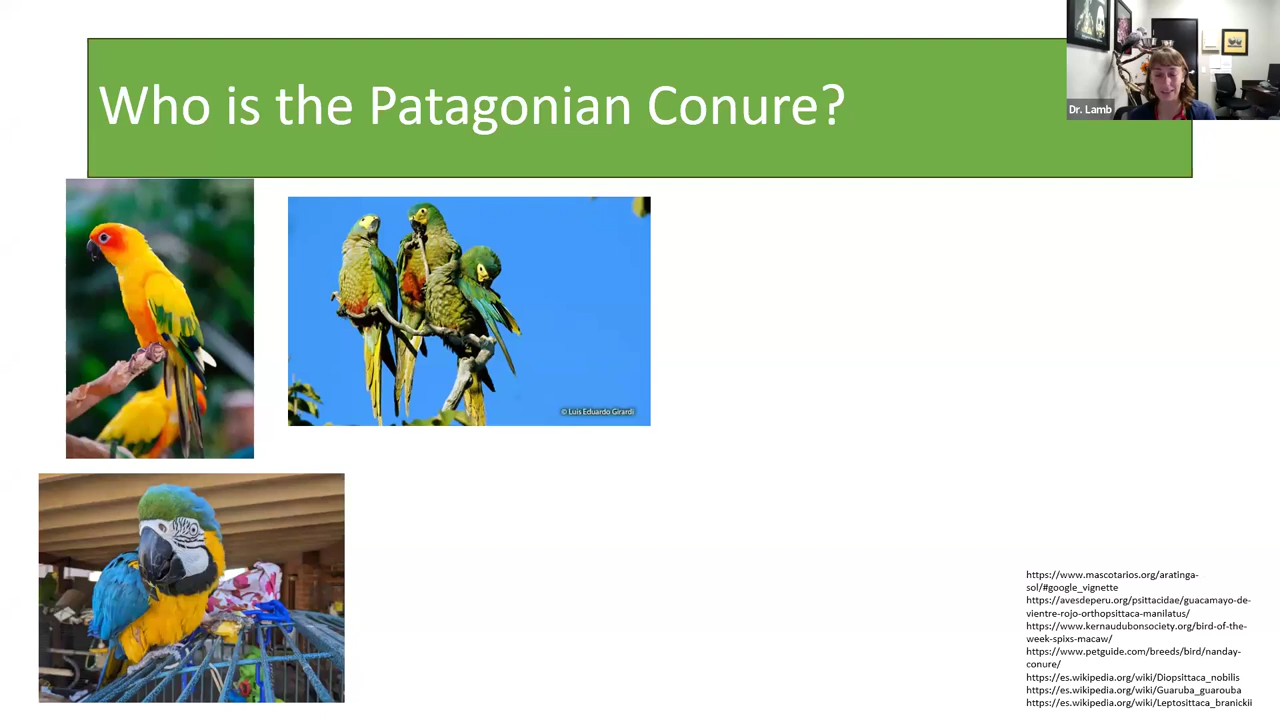 Who is the Patagonian Conure?
Dr. Lamb
© Luis Eduardo Girardi
https://www.mascotarios.org/aratinga-
sol/#google_vignette
https://avesdeperu.org/psittacidae/guacamayo-de-
vientre-rojo-orthopsittaca-manilatus/
https://www.kernaudubonsociety.org/bird-of-the-
week-spixs-macaw/
https://www.petguide.com/breeds/bird/nanday-
conure/
https://es.wikipedia.org/wiki/Diopsittaca_nobilis
https://es.wikipedia.org/wiki/Guaruba_guarouba
https://es.wikipedia.org/wiki/Leptosittaca_branickii